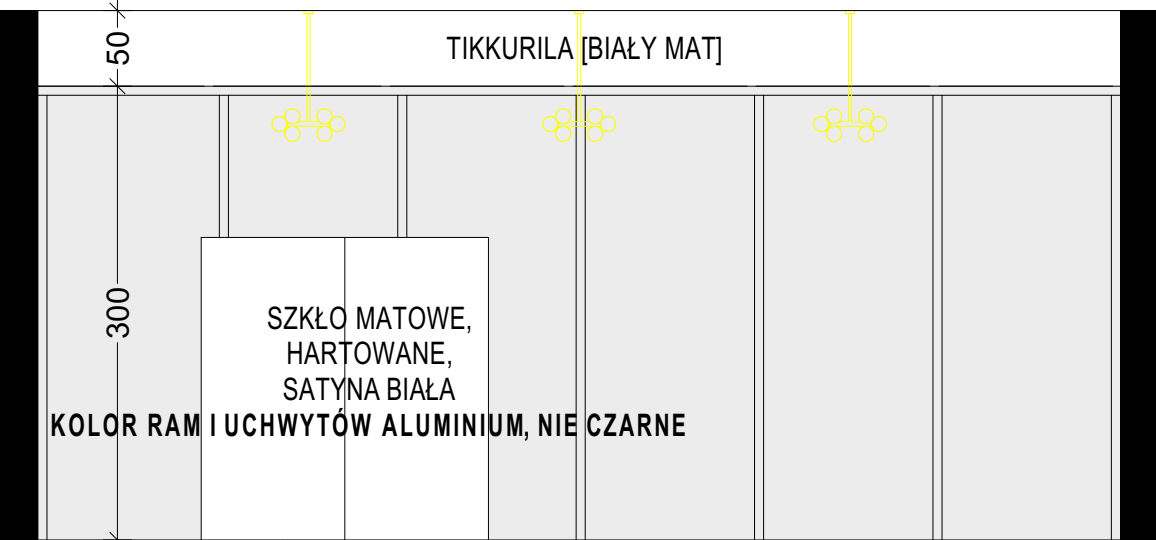 50
TIKKURILA [BIAŁY MAT]
300
SZKŁO MATOWE,
HARTOWANE,
SATYNA BIAŁA
KOLOR RAM I UCHWYTÓW ALUMINIUM, NIE CZARNE